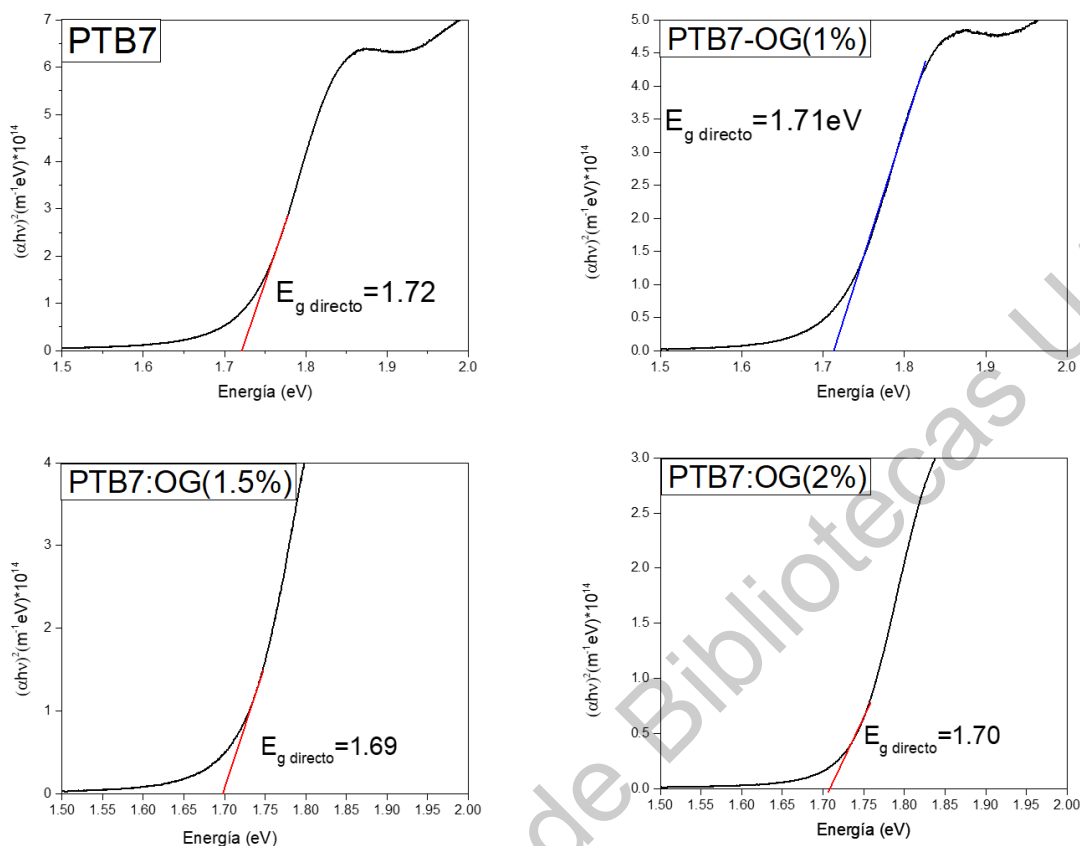 PTB7
(αhν)²(m⁻¹eV)*10¹⁴
7
6
5
4
3
2
1
0
E g directo=1.72
1.5 1.6 1.7 1.8 1.9 2.0
Energía (eV)
PTB7-OG(1%)
(αhν)²(m⁻¹eV)*10¹⁴
5.0
4.5
4.0
3.5
3.0
2.5
2.0
1.5
1.0
0.5
0.0
E g directo=1.71eV
1.5 1.6 1.7 1.8 1.9 2.0
Energía (eV)
PTB7:OG(1.5%)
(αhν)²(m⁻¹eV)*10¹⁴
4
3
2
1
0
E g directo=1.69
1.50 1.55 1.60 1.65 1.70 1.75 1.80 1.85 1.90 1.95 2.00
Energía (eV)
PTB7:OG(2%)
(αhν)²(m⁻¹eV)*10¹⁴
3.0
2.5
2.0
1.5
1.0
0.5
0.0
E g directo=1.70
1.50 1.55 1.60 1.65 1.70 1.75 1.80 1.85 1.90 1.95 2.00
Energía (eV)
de Bibliotecas